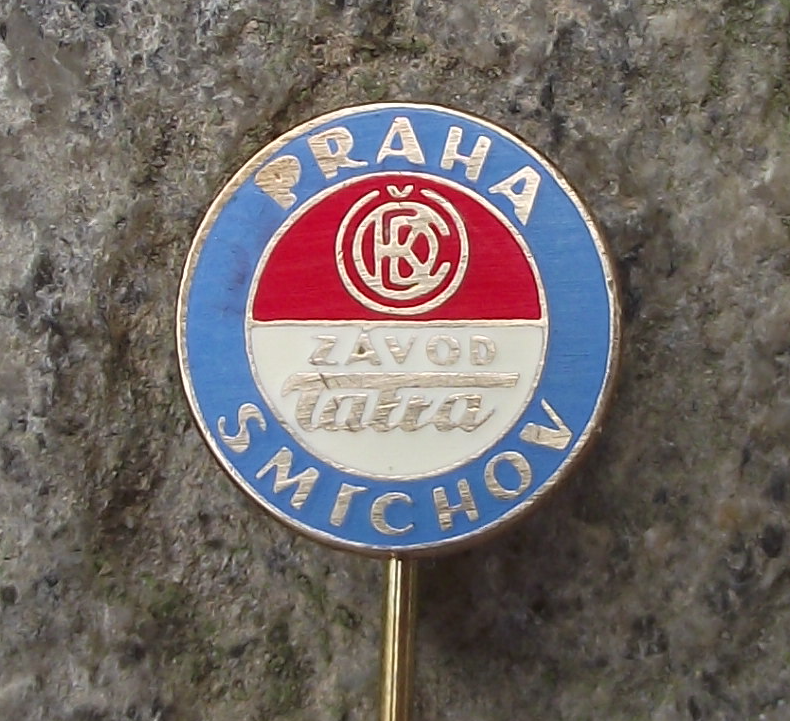 PRAHA
ČKD
ZÁVOD
Tatra
SMÍCHOV